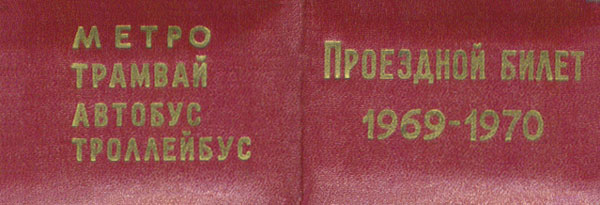 МЕТРО
ТРАМВАЙ
АВТОБУС
ТРОЛЛЕЙБУС
ПРОЕЗДНОЙ БИЛЕТ
1969-1970